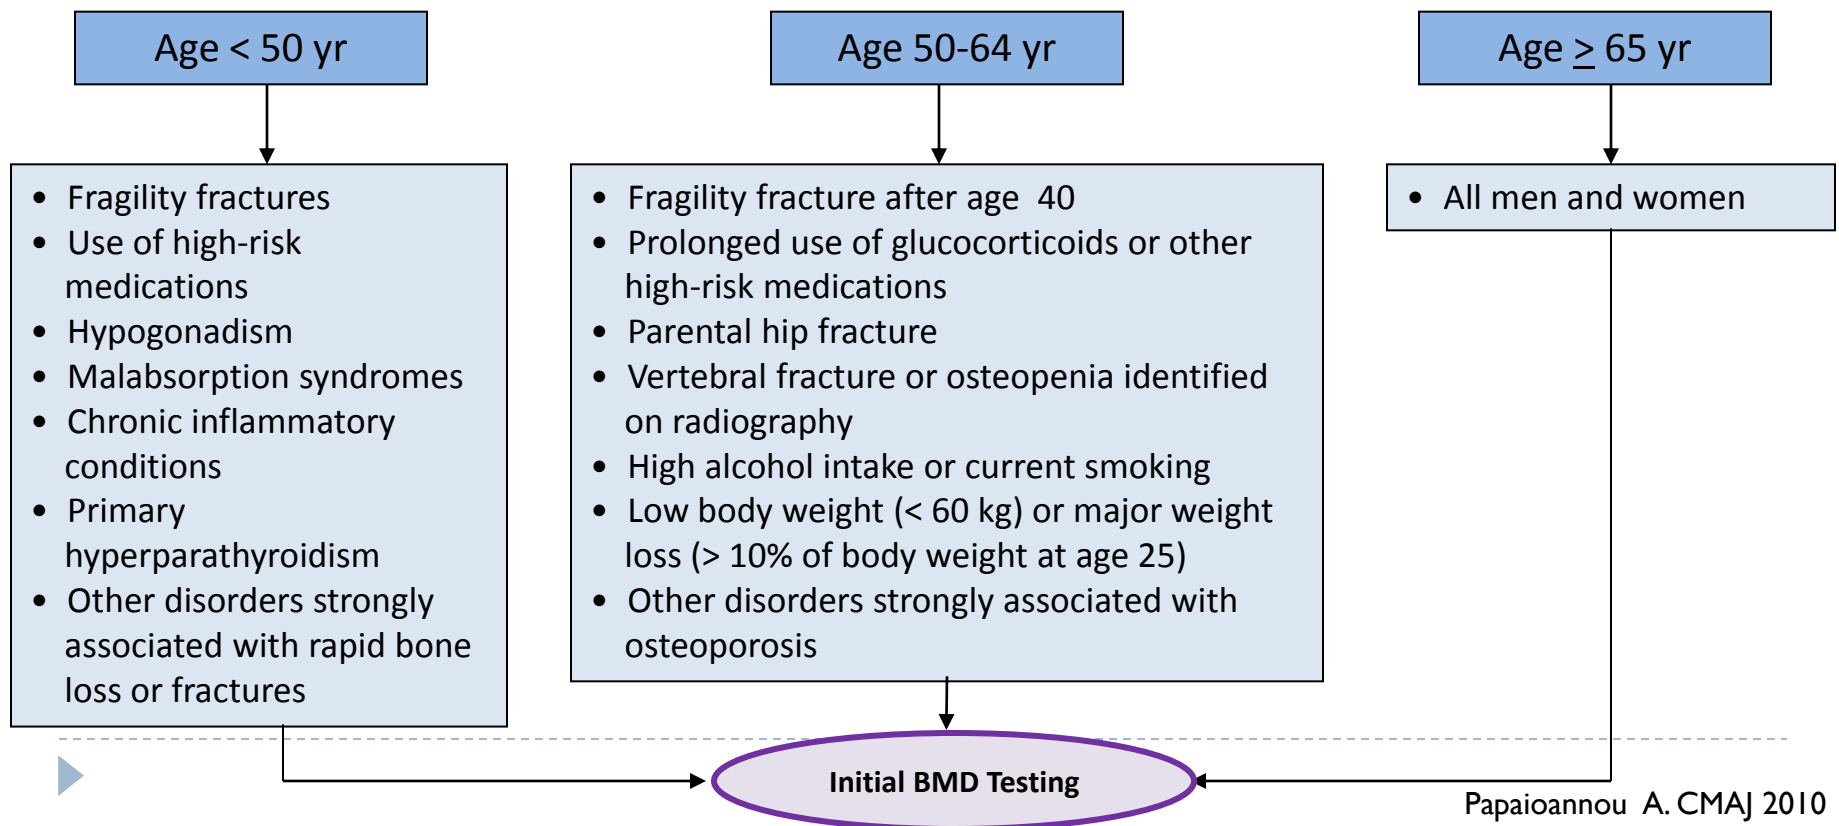 Age < 50 yr
• Fragility fractures
• Use of high-risk
medications
• Hypogonadism
• Malabsorption syndromes
• Chronic inflammatory
conditions
• Primary
hyperparathyroidism
• Other disorders strongly
associated with rapid bone
loss or fractures
Age 50-64 yr
• Fragility fracture after age 40
• Prolonged use of glucocorticoids or other
high-risk medications
• Parental hip fracture
• Vertebral fracture or osteopenia identified
on radiography
• High alcohol intake or current smoking
• Low body weight (< 60 kg) or major weight
loss (> 10% of body weight at age 25)
• Other disorders strongly associated with
osteoporosis
Age ≥ 65 yr
• All men and women
Initial BMD Testing
Papaioannou A. CMAJ 2010